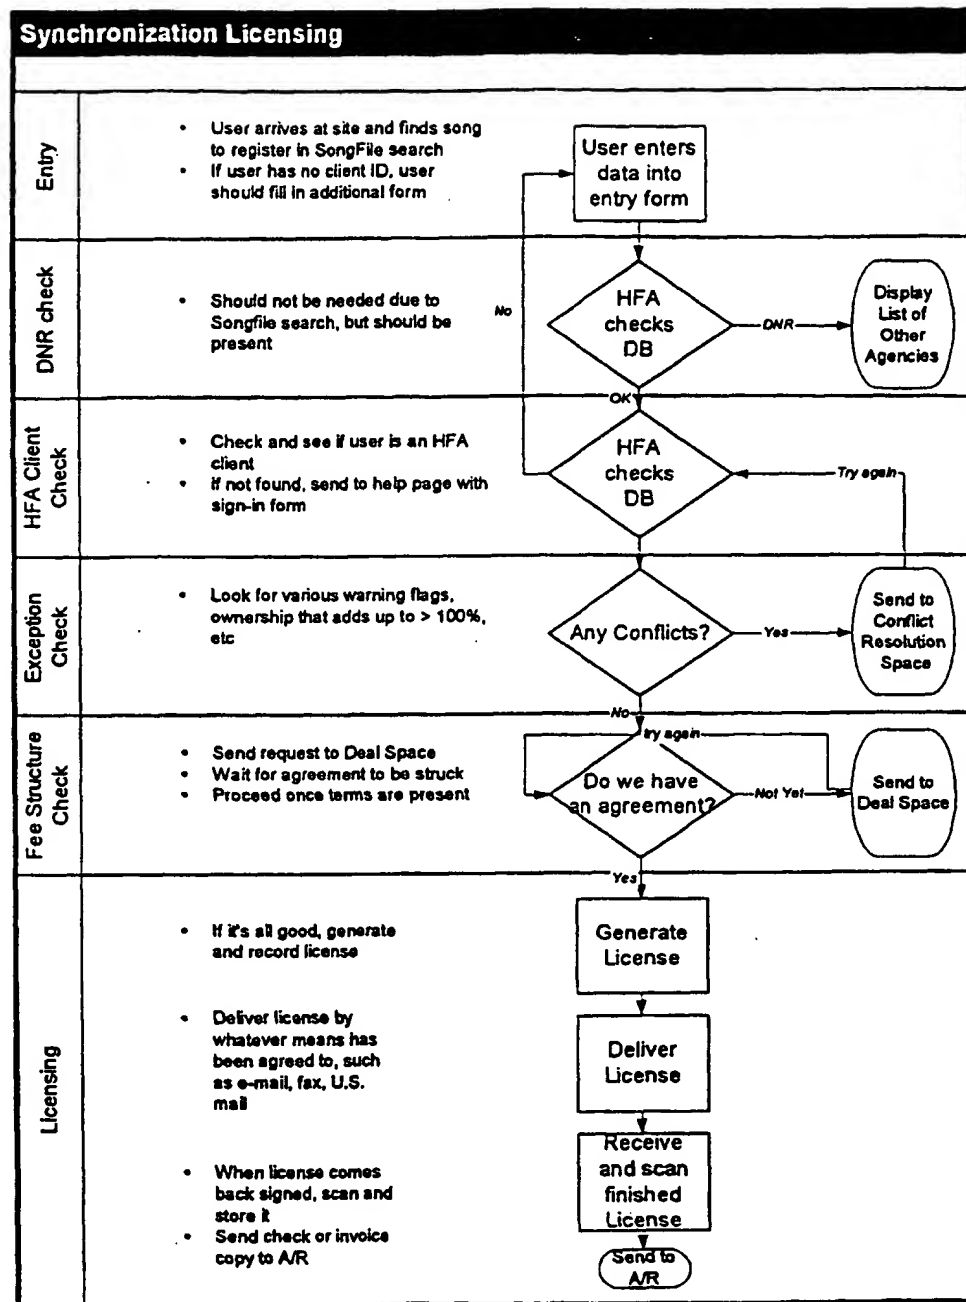 Synchronization Licensing
Entry
• User arrives at site and finds song
to register in SongFile search
• If user has no client ID, user
should fill in additional form
User enters
data into
entry form
DNR check
• Should not be needed due to
Songfile search, but should be
present
No
HFA
checks
DB
DNR
Display
List of
Other
Agencies
OK
HFA Client
Check
• Check and see if user is an HFA
client
• If not found, send to help page with
sign-in form
HFA
checks
DB
Try again
Exception
Check
• Look for various warning flags,
ownership that adds up to > 100%,
etc
Any Conflicts?
Yes
Send to
Conflict
Resolution
Space
No
Fee Structure
Check
• Send request to Deal Space
• Wait for agreement to be struck
• Proceed once terms are present
try again
Do we have
an agreement?
Not Yet
Send to
Deal Space
Yes
Licensing
• If it's all good, generate
and record license
Generate
License
• Deliver license by
whatever means has
been agreed to, such
as e-mail, fax, U.S.
mail
Deliver
License
• When license comes
back signed, scan and
store it
• Send check or invoice
copy to A/R
Receive
and scan
finished
License
Send to
A/R